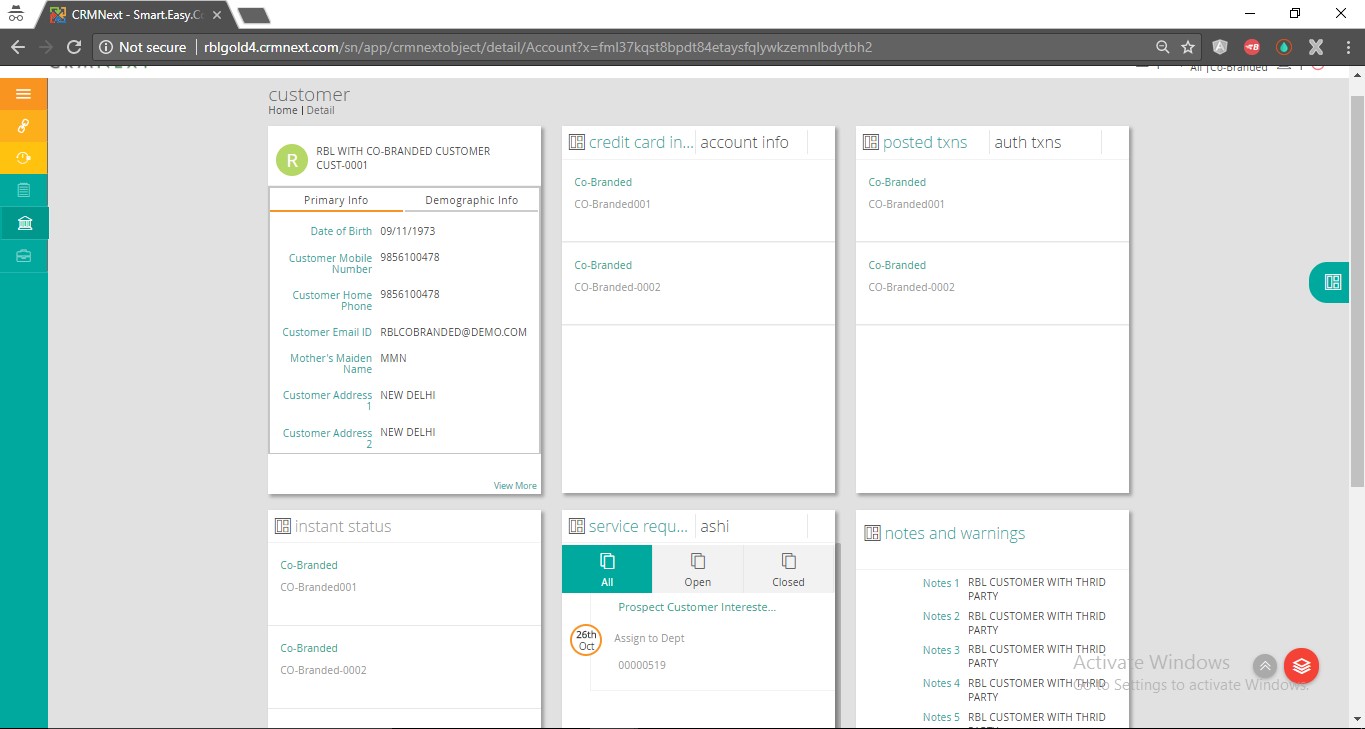 CRMNext - Smart.Easy.C
Not secure
rblgold4.crmnext.com/sn/app/crmnextobject/detail/Account?x=fml37kqst8bpdt84etaysfqlywkzemnlbdytbh2
All |Co-Branded
customer
Home | Detail
R
RBL WITH CO-BRANDED CUSTOMER
CUST-0001
Primary Info
Demographic Info
Date of Birth 09/11/1973
Customer Mobile 9856100478
Number
Customer Home 9856100478
Phone
Customer Email ID RBLCOBRANDED@DEMO.COM
Mother's Maiden MMN
Name
Customer Address NEW DELHI
1
Customer Address NEW DELHI
2
View More
credit card in... account info
Co-Branded
CO-Branded001
Co-Branded
CO-Branded-0002
posted txns auth txns
Co-Branded
CO-Branded001
Co-Branded
CO-Branded-0002
instant status
Co-Branded
CO-Branded001
Co-Branded
CO-Branded-0002
service requ... ashi
All
Open
Closed
Prospect Customer Intereste...
26th
Oct
Assign to Dept
00000519
notes and warnings
Notes 1 RBL CUSTOMER WITH THRID
PARTY
Notes 2 RBL CUSTOMER WITH THRID
PARTY
Notes 3 RBL CUSTOMER WITH THRID
PARTY
Notes 4 RBL CUSTOMER WITH THRID
PARTY
Notes 5 RBL CUSTOMER WITH THRID
Activate Windows
Go to Settings to activate Windows.